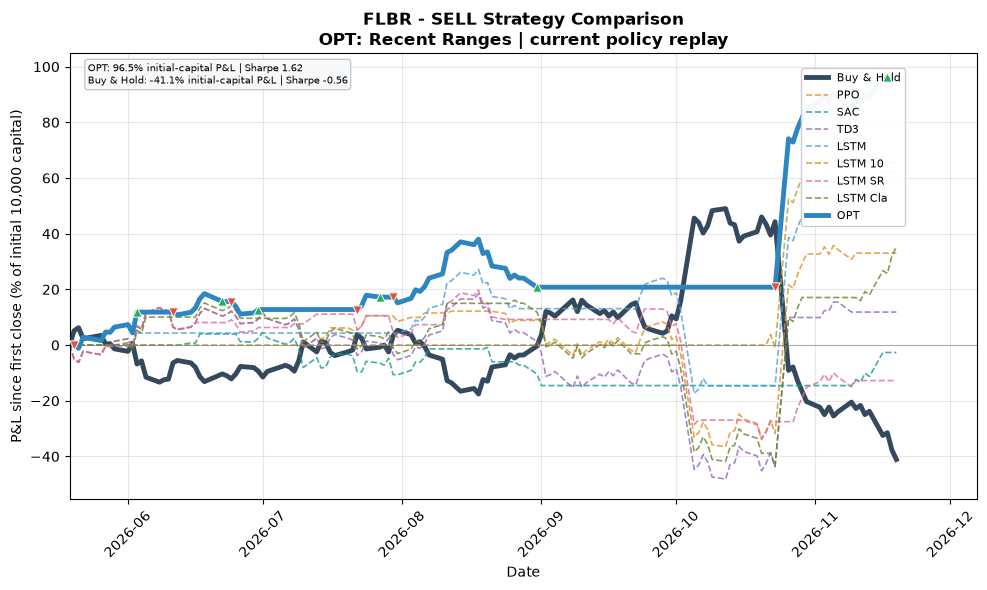 FLBR - SELL Strategy Comparison
OPT: Recent Ranges | current policy replay
OPT: 96.5% initial-capital P&L | Sharpe 1.62
Buy & Hold: -41.1% initial-capital P&L | Sharpe -0.56
P&L since first close (% of initial 10,000 capital)
100
80
60
40
20
0
−20
−40
Buy & Hold
PPO
SAC
TD3
LSTM
LSTM 10
LSTM SR
LSTM Cla
OPT
2026-06
2026-07
2026-08
2026-09
2026-10
2026-11
2026-12
Date